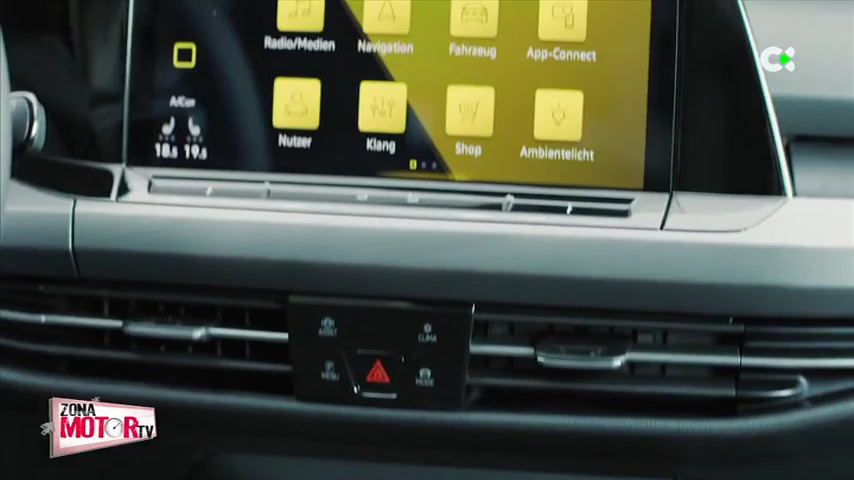 Radio/Medien
Navigation
Fahrzeug
App-Connect
A/C
Nutzer
Klang
Shop
Ambientelicht
18.5 19.5
ASSIST
CLIMA
MENU
MODE
ZONA
MOTOR TV